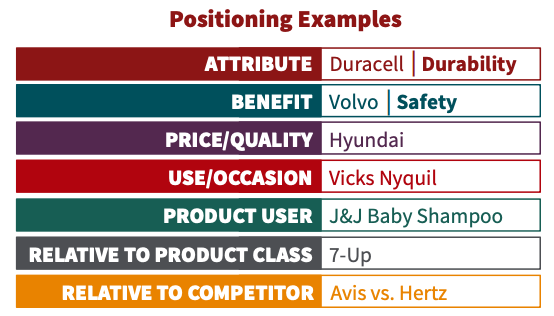 Positioning Examples
ATTRIBUTE Duracell | Durability
BENEFIT Volvo | Safety
PRICE/QUALITY Hyundai
USE/OCCASION Vicks Nyquil
PRODUCT USER J&J Baby Shampoo
RELATIVE TO PRODUCT CLASS 7-Up
RELATIVE TO COMPETITOR Avis vs. Hertz